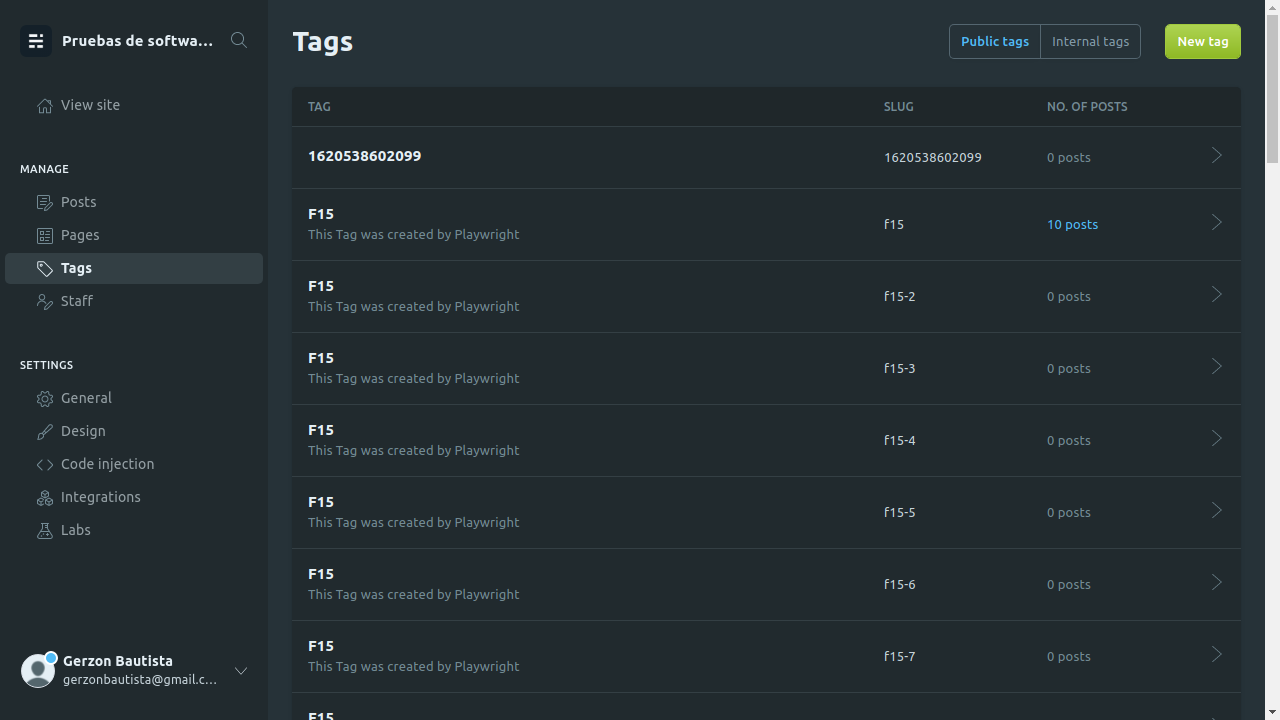 Pruebas de softwa...
View site
MANAGE
Posts
Pages
Tags
Staff
SETTINGS
General
Design
Code injection
Integrations
Labs
Gerzon Bautista
gerzonbautista@gmail.c...
Tags
Public tags
Internal tags
New tag
TAG SLUG NO. OF POSTS
1620538602099 1620538602099 0 posts
F15
This Tag was created by Playwright f15 10 posts
F15
This Tag was created by Playwright f15-2 0 posts
F15
This Tag was created by Playwright f15-3 0 posts
F15
This Tag was created by Playwright f15-4 0 posts
F15
This Tag was created by Playwright f15-5 0 posts
F15
This Tag was created by Playwright f15-6 0 posts
F15
This Tag was created by Playwright f15-7 0 posts
F15